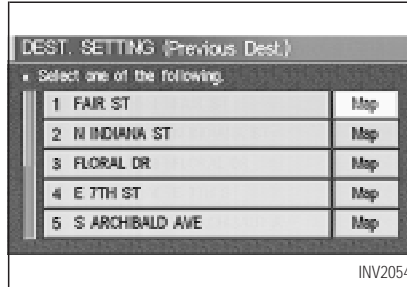 DEST. SETTING (Previous Dest.)
Select one of the following.
1 FAIR ST Map
2 N INDIANA ST Map
3 FLORAL DR Map
4 E 7TH ST Map
5 S ARCHIBALD AVE Map
INV2054